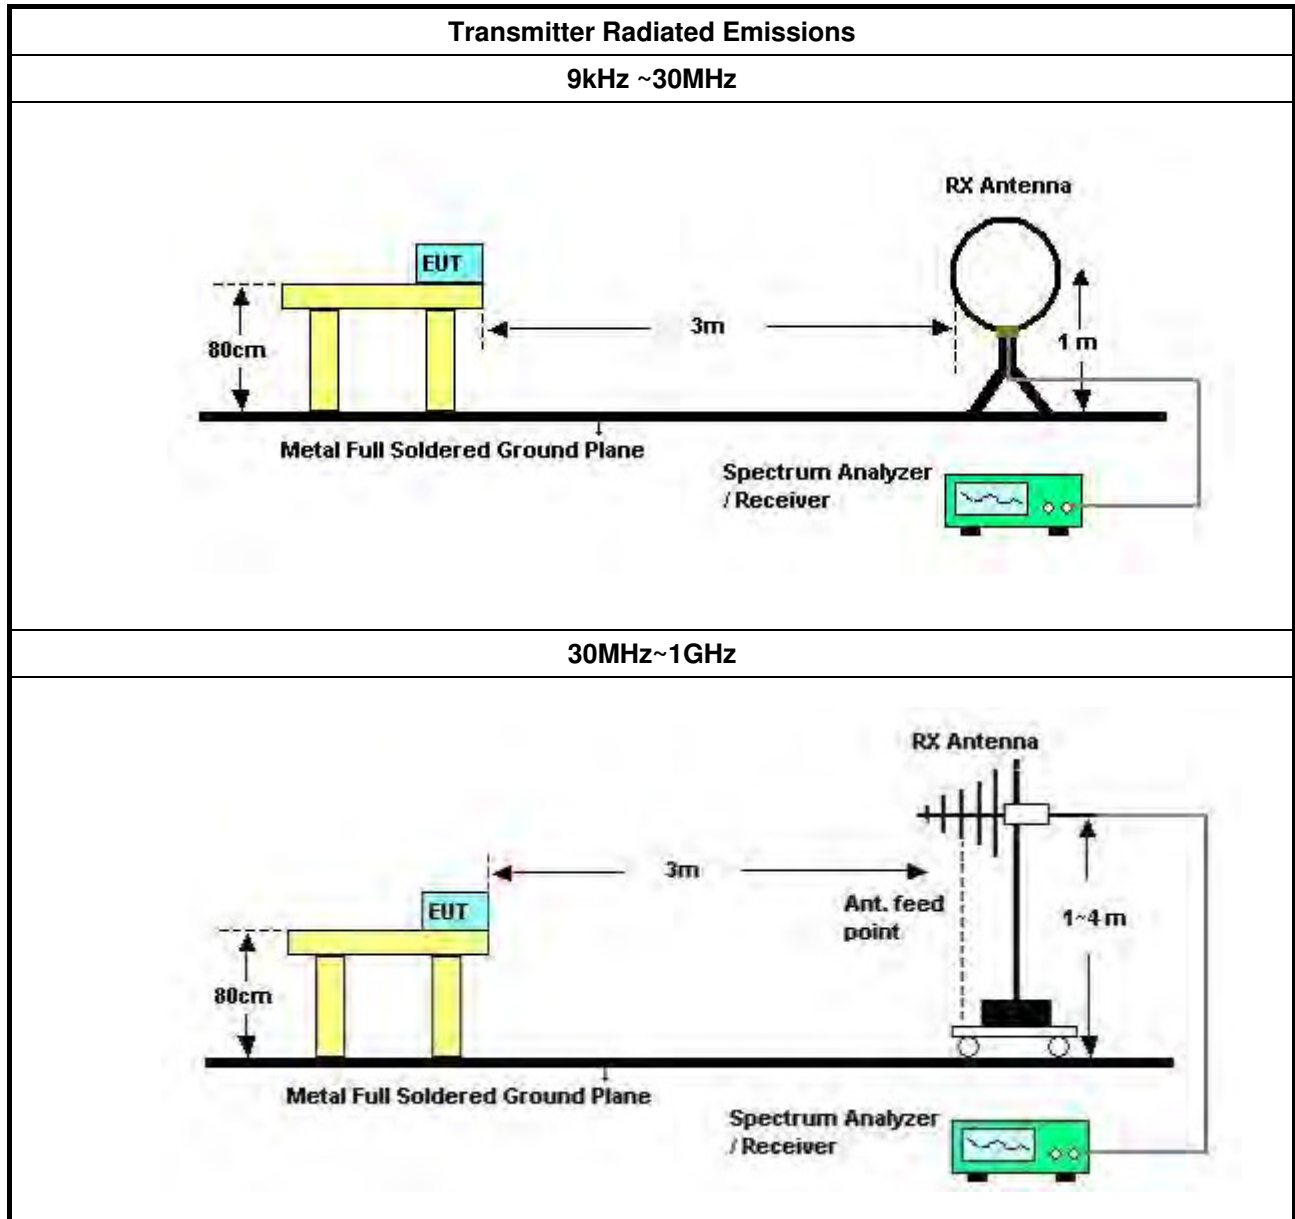 Transmitter Radiated Emissions
9kHz ~30MHz
RX Antenna
EUT
3m
80cm
1 m
Metal Full Soldered Ground Plane
Spectrum Analyzer
/ Receiver
30MHz~1GHz
RX Antenna
3m
EUT
Ant. feed
point
1~4 m
80cm
Metal Full Soldered Ground Plane
Spectrum Analyzer
/ Receiver